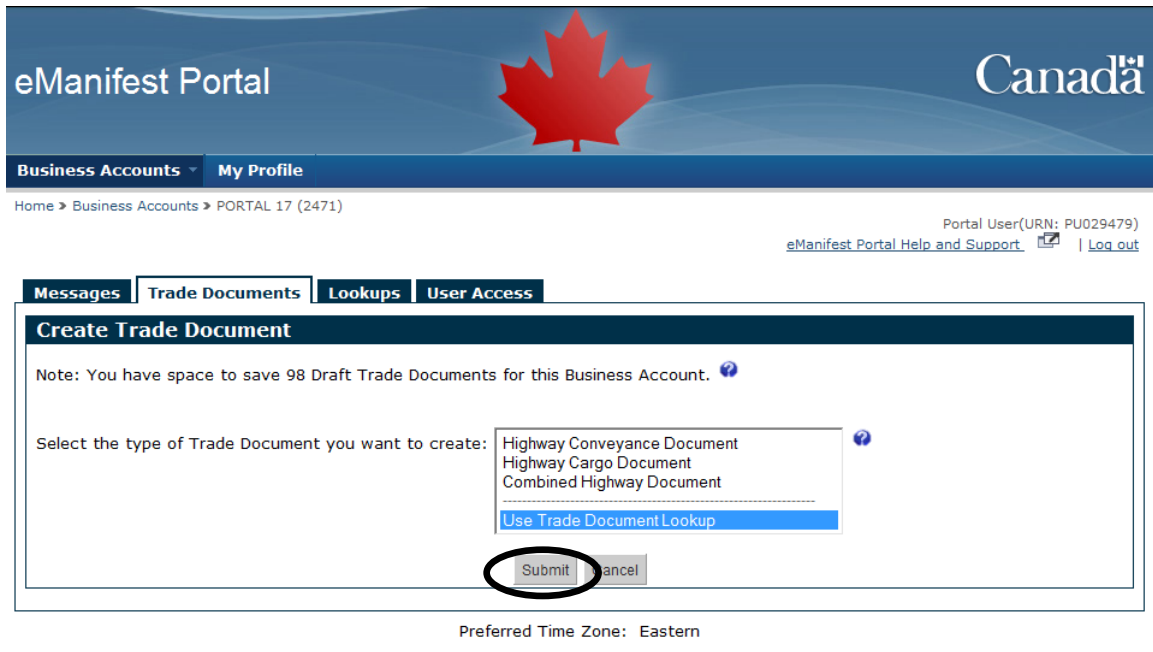 eManifest Portal
Canada
Business Accounts My Profile
Home > Business Accounts > PORTAL 17 (2471)
Portal User(URN: PU029479)
eManifest Portal Help and Support | Log out
Messages Trade Documents Lookups User Access
Create Trade Document
Note: You have space to save 98 Draft Trade Documents for this Business Account.
Select the type of Trade Document you want to create:
Highway Conveyance Document
Highway Cargo Document
Combined Highway Document
Use Trade Document Lookup
Submit Cancel
Preferred Time Zone: Eastern